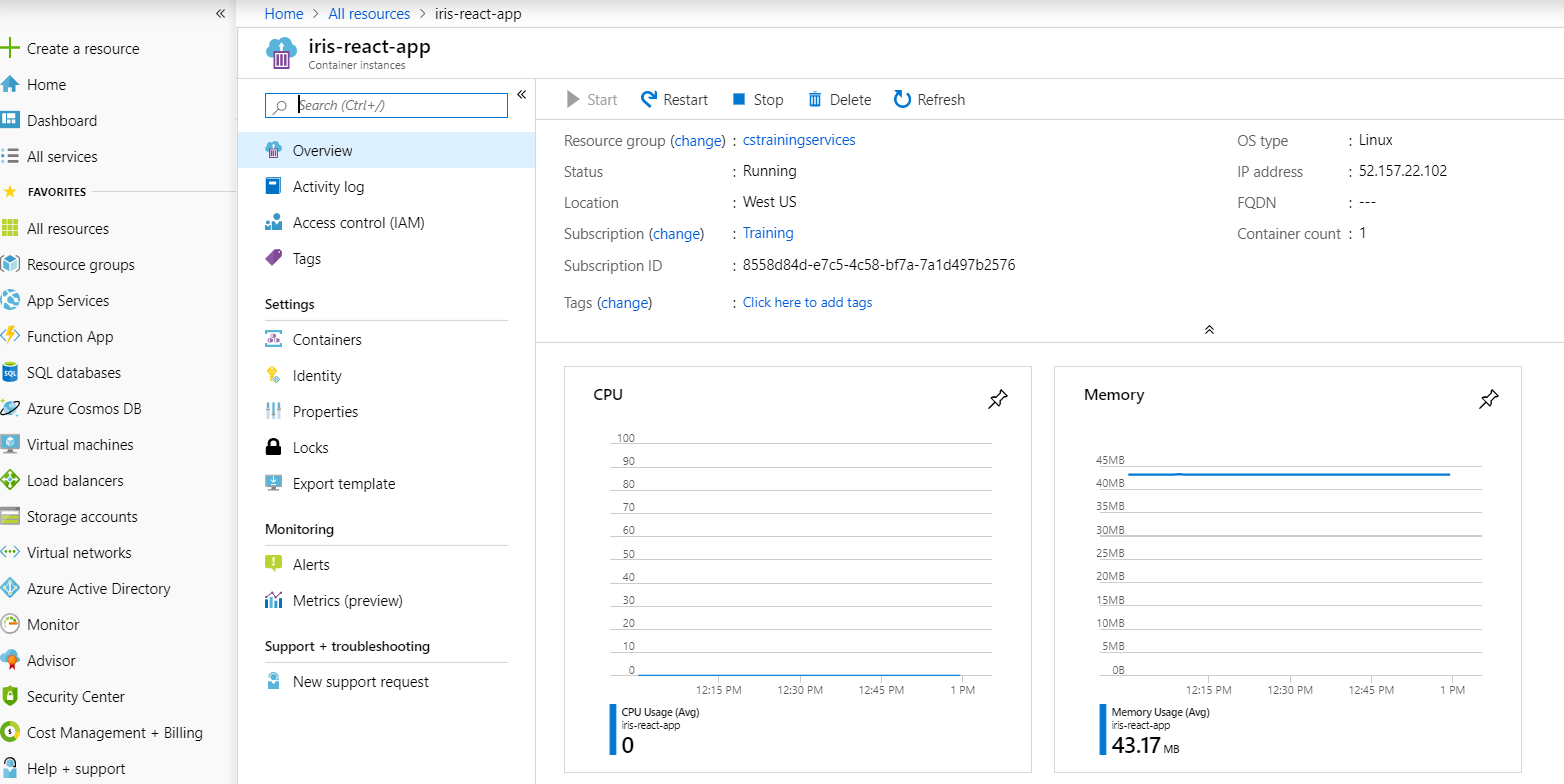 «
Home > All resources > iris-react-app
Create a resource
Home
Dashboard
All services
FAVORITES
All resources
Resource groups
App Services
Function App
SQL databases
Azure Cosmos DB
Virtual machines
Load balancers
Storage accounts
Virtual networks
Azure Active Directory
Monitor
Advisor
Security Center
Cost Management + Billing
Help + support
iris-react-app
Container instances
Search (Ctrl+/)
«
Overview
Activity log
Access control (IAM)
Tags
Settings
Containers
Identity
Properties
Locks
Export template
Monitoring
Alerts
Metrics (preview)
Support + troubleshooting
New support request
Start Restart Stop Delete Refresh
Resource group (change) : cstrainingservices
Status : Running
Location : West US
Subscription (change) : Training
Subscription ID : 8558d84d-e7c5-4c58-bf7a-7a1d497b2576
Tags (change) : Click here to add tags
OS type : Linux
IP address : 52.157.22.102
FQDN : ---
Container count : 1
CPU
100
90
80
70
60
50
40
30
20
10
0
12:15 PM 12:30 PM 12:45 PM 1 PM
CPU Usage (Avg)
iris-react-app
0
Memory
45MB
40MB
35MB
30MB
25MB
20MB
15MB
10MB
5MB
0B
12:15 PM 12:30 PM 12:45 PM 1 PM
Memory Usage (Avg)
iris-react-app
43.17 MB